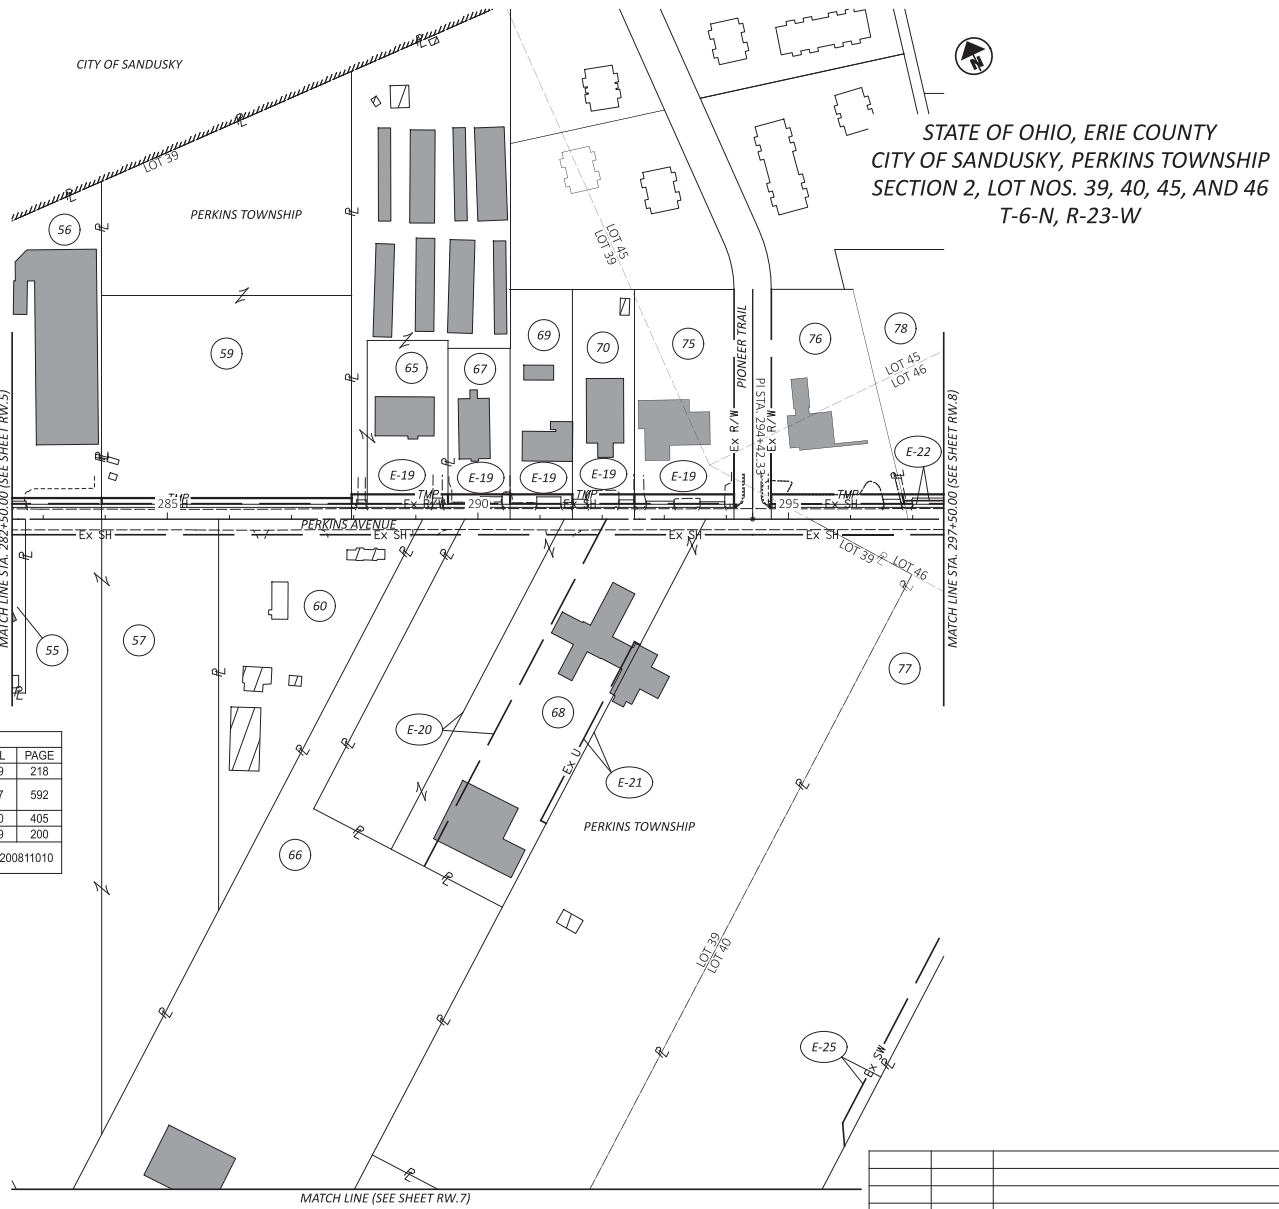 CITY OF SANDUSKY
N
STATE OF OHIO, ERIE COUNTY
CITY OF SANDUSKY, PERKINS TOWNSHIP
SECTION 2, LOT NOS. 39, 40, 45, AND 46
T-6-N, R-23-W
LOT 39
PERKINS TOWNSHIP
56
LOT 45
LOT 39
59
65
67
69
70
75
76
78
PIONEER TRAIL
LOT 45
LOT 46
Ex R/W
PI STA. 294+42.33
Ex R/W
MATCH LINE STA. 282+50.00 (SEE SHEET RW.5)
MATCH LINE STA. 297+50.00 (SEE SHEET RW.8)
E-19
E-19
E-19
E-19
E-19
E-22
TMP
TMP
TMP
TMP
285
Ex R/W
290
Ex SH
295
Ex SH
PERKINS AVENUE
Ex SH
Ex SH
Ex SH
Ex SH
LOT 39
LOT 46
55
57
60
77
68
E-20
E-21
Ex U
PERKINS TOWNSHIP
PAGE
218
592
405
200
200811010
66
LOT 39
LOT 40
E-25
Ex SW
MATCH LINE (SEE SHEET RW.7)